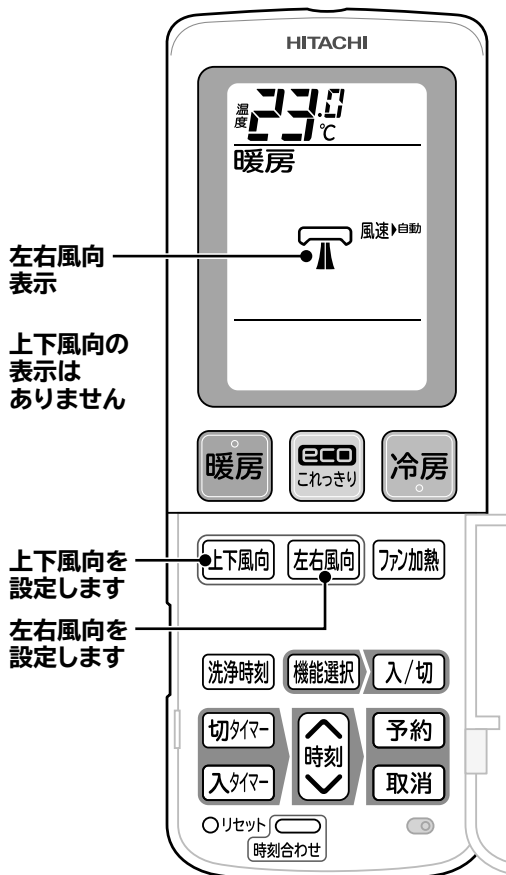 HITACHI
温度 23.0℃
暖房
風速▶自動
左右風向
表示
上下風向の
表示は
ありません
暖房
eco
これっきり
冷房
上下風向を
設定します
上下風向 左右風向 ファン加熱
左右風向を
設定します
洗浄時刻 機能選択 入/切
切タイマー 予約
時刻
入タイマー 取消
リセット
時刻合わせ